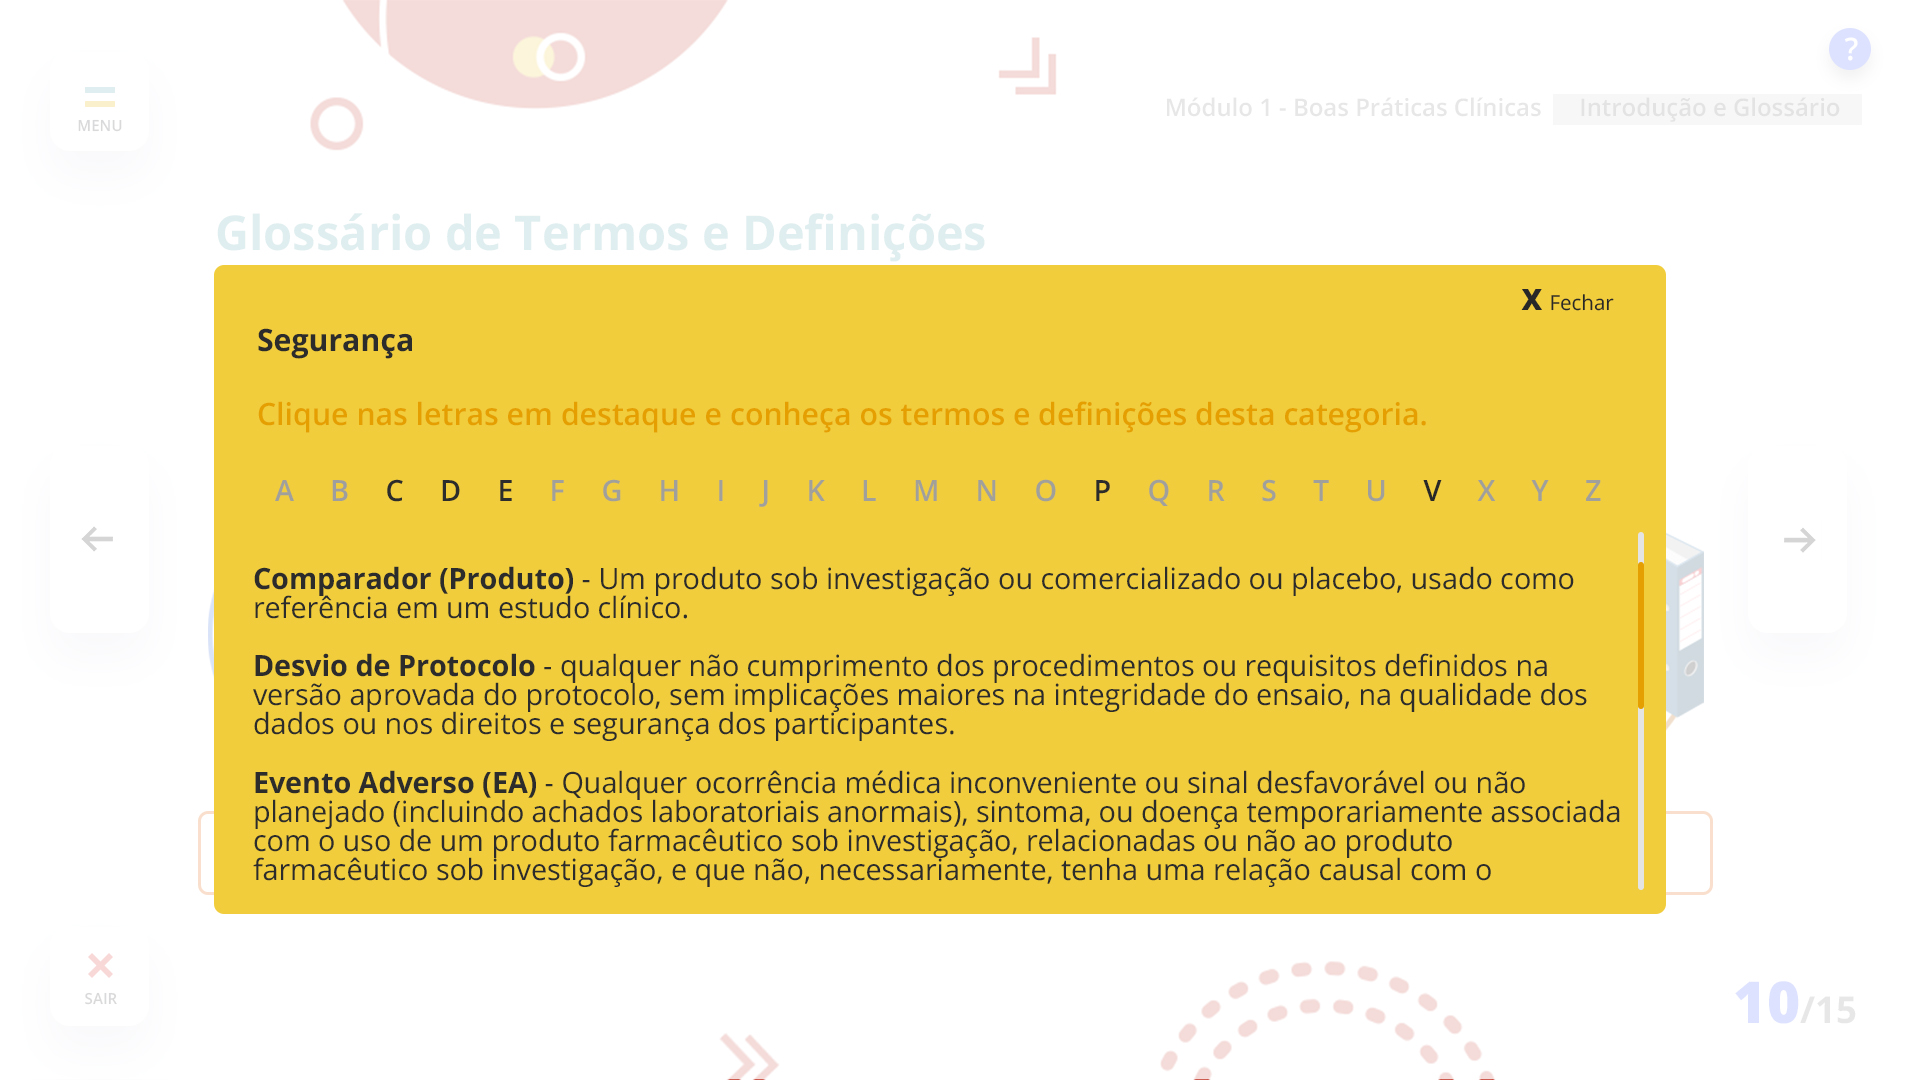 ?
MENU
Módulo 1 - Boas Práticas Clínicas Introdução e Glossário
Glossário de Termos e Definições
X Fechar
Segurança
Clique nas letras em destaque e conheça os termos e definições desta categoria.
A B C D E F G H I J K L M N O P Q R S T U V X Y Z
Comparador (Produto) - Um produto sob investigação ou comercializado ou placebo, usado como
referência em um estudo clínico.
Desvio de Protocolo - qualquer não cumprimento dos procedimentos ou requisitos definidos na
versão aprovada do protocolo, sem implicações maiores na integridade do ensaio, na qualidade dos
dados ou nos direitos e segurança dos participantes.
Evento Adverso (EA) - Qualquer ocorrência médica inconveniente ou sinal desfavorável ou não
planejado (incluindo achados laboratoriais anormais), sintoma, ou doença temporariamente associada
com o uso de um produto farmacêutico sob investigação, relacionadas ou não ao produto
farmacêutico sob investigação, e que não, necessariamente, tenha uma relação causal com o
SAIR
10/15